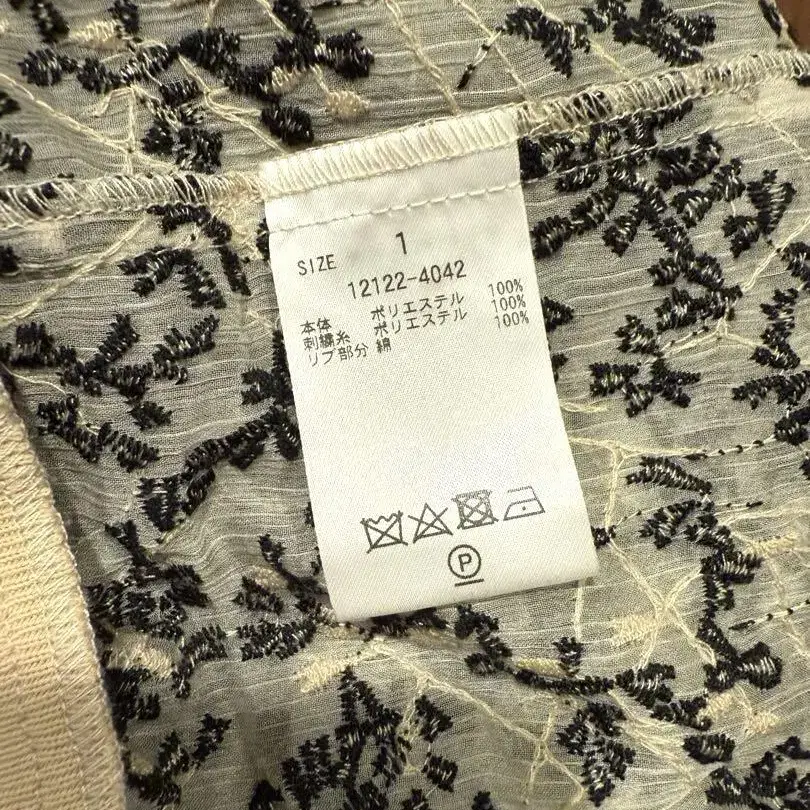 SIZE 1
12122-4042
本体 ポリエステル 100%
刺繍糸 ポリエステル 100%
リブ部分 綿 100%
P